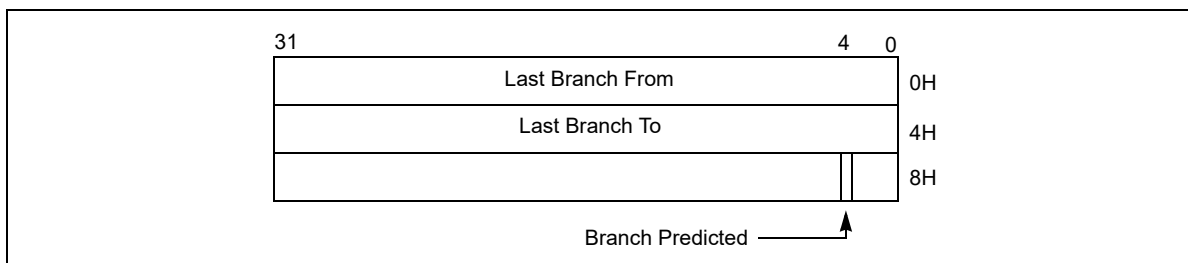 31 4 0
Last Branch From 0H
Last Branch To 4H
8H
Branch Predicted